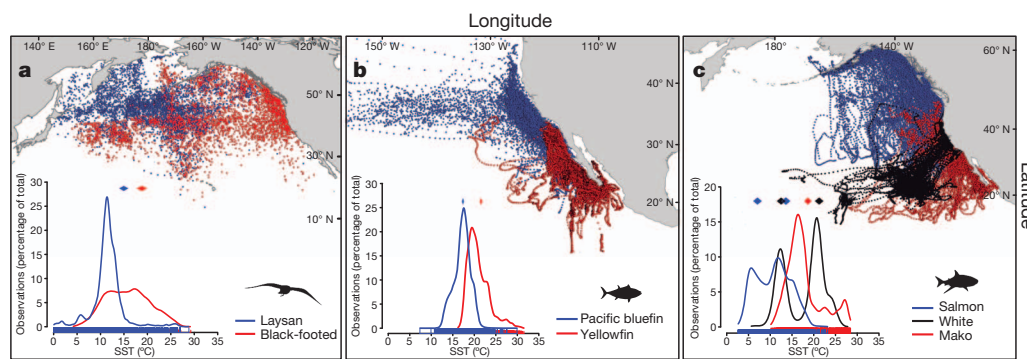 Longitude
140° E 180° 160° W 140° W 120° W
a
50° N
40° N
30° N
10° N
Observations (percentage of total)
30
25
20
15
10
5
0
0 5 10 15 20 25 30 35
SST (ºC)
Laysan
Black-footed
150° W 130° W 110° W
b
40° N
30° N
20° N
Observations (percentage of total)
30
25
20
15
10
5
0
0 5 10 15 20 25 30 35
SST (ºC)
Pacific bluefin
Yellowfin
180° 140° W
c
60° N
40° N
20° N
Latitude
Observations (percentage of total)
20
15
10
5
0
0 5 10 15 20 25 30 35
SST (ºC)
Salmon
White
Mako